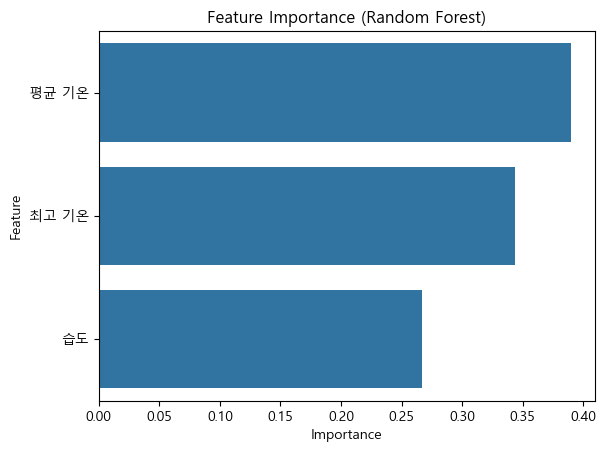 Feature Importance (Random Forest)
Feature
평균 기온
최고 기온
습도
0.00 0.05 0.10 0.15 0.20 0.25 0.30 0.35 0.40
Importance